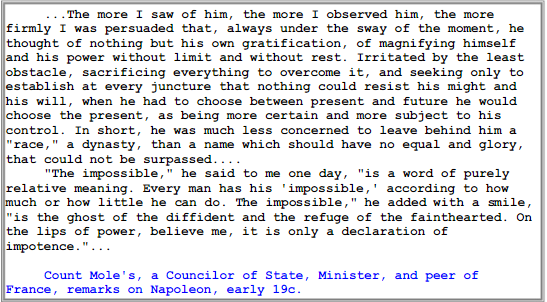 ...The more I saw of him, the more I observed him, the more
firmly I was persuaded that, always under the sway of the moment, he
thought of nothing but his own gratification, of magnifying himself
and his power without limit and without rest. Irritated by the least
obstacle, sacrificing everything to overcome it, and seeking only to
establish at every juncture that nothing could resist his might and
his will, when he had to choose between present and future he would
choose the present, as being more certain and more subject to his
control. In short, he was much less concerned to leave behind him a
"race," a dynasty, than a name which should have no equal and glory,
that could not be surpassed....
"The impossible," he said to me one day, "is a word of purely
relative meaning. Every man has his 'impossible,' according to how
much or how little he can do. The impossible," he added with a smile,
"is the ghost of the diffident and the refuge of the fainthearted. On
the lips of power, believe me, it is only a declaration of
impotence."...
Count Mole's, a Councilor of State, Minister, and peer of
France, remarks on Napoleon, early 19c.